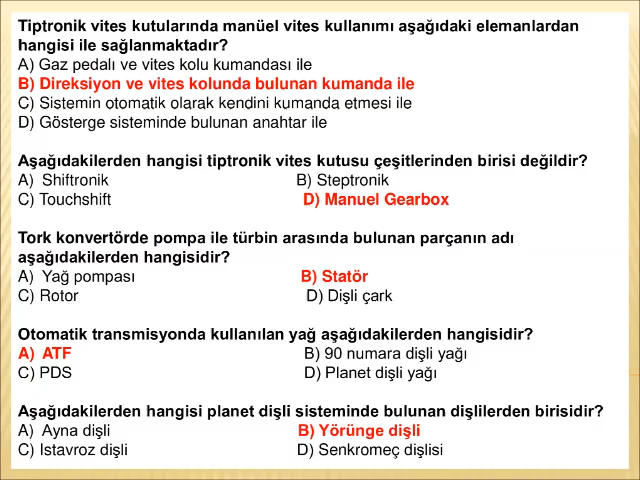 Tiptronik vites kutularında manüel vites kullanımı aşağıdaki elemanlardan
hangisi ile sağlanmaktadır?
A) Gaz pedalı ve vites kolu kumandası ile
B) Direksiyon ve vites kolunda bulunan kumanda ile
C) Sistemin otomatik olarak kendini kumanda etmesi ile
D) Gösterge sisteminde bulunan anahtar ile
Aşağıdakilerden hangisi tiptronik vites kutusu çeşitlerinden birisi değildir?
A) Shiftronik B) Steptronik
C) Touchshift D) Manuel Gearbox
Tork konvertörde pompa ile türbin arasında bulunan parçanın adı
aşağıdakilerden hangisidir?
A) Yağ pompası B) Statör
C) Rotor D) Dişli çark
Otomatik transmisyonda kullanılan yağ aşağıdakilerden hangisidir?
A) ATF B) 90 numara dişli yağı
C) PDS D) Planet dişli yağı
Aşağıdakilerden hangisi planet dişli sisteminde bulunan dişlilerden birisidir?
A) Ayna dişli B) Yörünge dişli
C) Istavroz dişli D) Senkromeç dişlisi